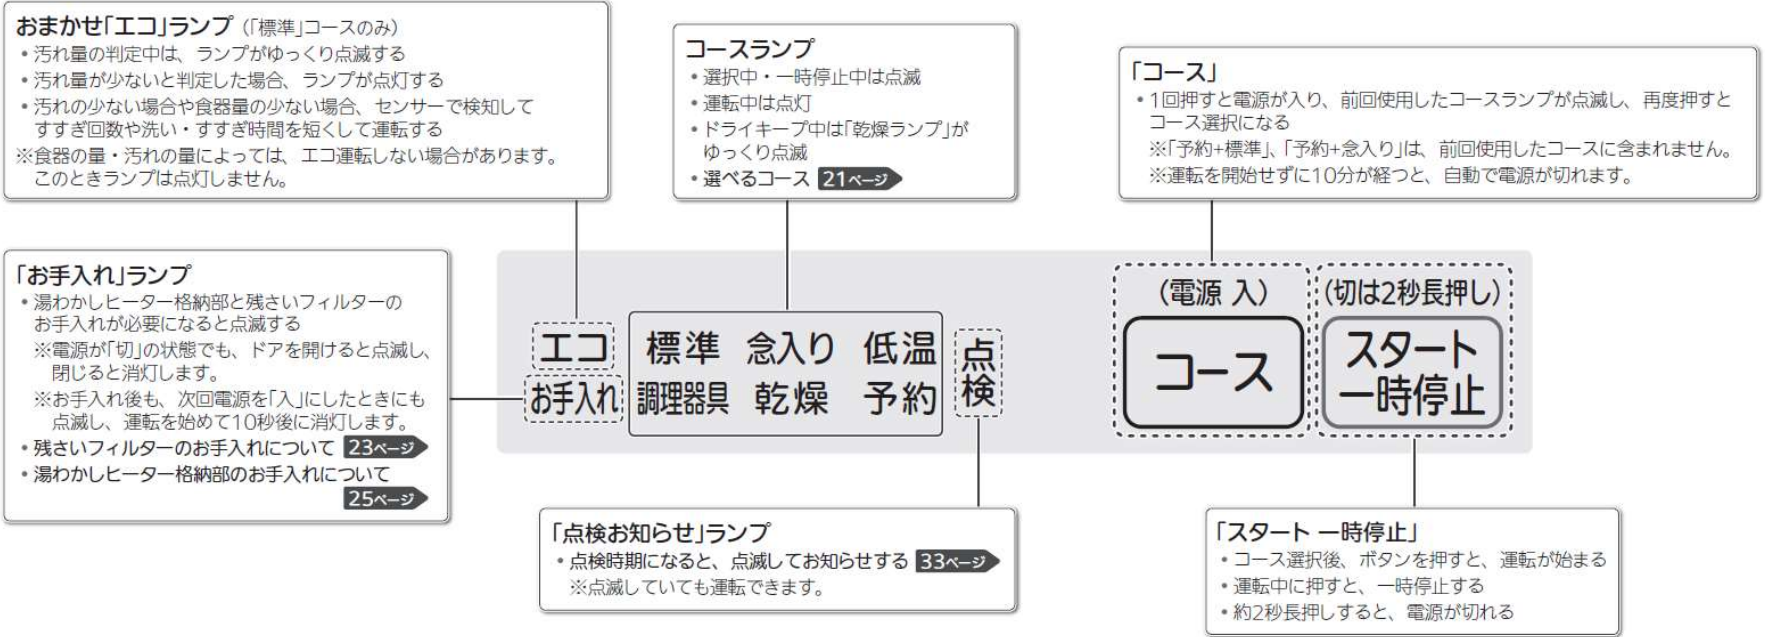 おまかせ「エコ」ランプ（「標準」コースのみ）
• 汚れ量の判定中は、ランプがゆっくり点滅する
• 汚れ量が少ないと判定した場合、ランプが点灯する
• 汚れの少ない場合や食器量の少ない場合、センサーで検知して
すすぎ回数や洗い・すすぎ時間を短くして運転する
※食器の量・汚れの量によっては、エコ運転しない場合があります。
このときランプは点灯しません。
コースランプ
• 選択中・一時停止中は点滅
• 運転中は点灯
• ドライキープ中は「乾燥ランプ」が
ゆっくり点滅
• 選べるコース 21ページ
「コース」
• 1回押すと電源が入り、前回使用したコースランプが点滅し、再度押すと
コース選択になる
※「予約+標準」、「予約+念入り」は、前回使用したコースに含まれません。
※運転を開始せずに10分が経つと、自動で電源が切れます。
「お手入れ」ランプ
• 湯わかしヒーター格納部と残さいフィルターの
お手入れが必要になると点滅する
※電源が「切」の状態でも、ドアを開けると点滅し、
閉じると消灯します。
※お手入れ後も、次回電源を「入」にしたときにも
点滅し、運転を始めて10秒後に消灯します。
• 残さいフィルターのお手入れについて 23ページ
• 湯わかしヒーター格納部のお手入れについて
25ページ
エコ
お手入れ
標準 念入り 低温
調理器具 乾燥 予約
点検
（電源 入）
コース
（切は2秒長押し）
スタート
一時停止
「点検お知らせ」ランプ
• 点検時期になると、点滅してお知らせする 33ページ
※点滅していても運転できます。
「スタート 一時停止」
• コース選択後、ボタンを押すと、運転が始まる
• 運転中に押すと、一時停止する
• 約2秒長押しすると、電源が切れる